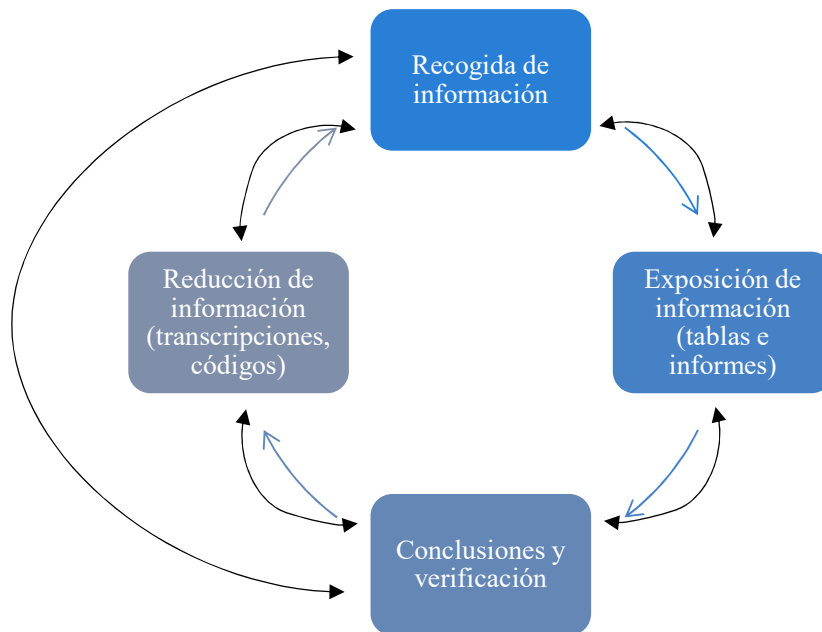 Recogida de
información
Reducción de
información
(transcripciones,
códigos)
Exposición de
información
(tablas e
informes)
Conclusiones y
verificación